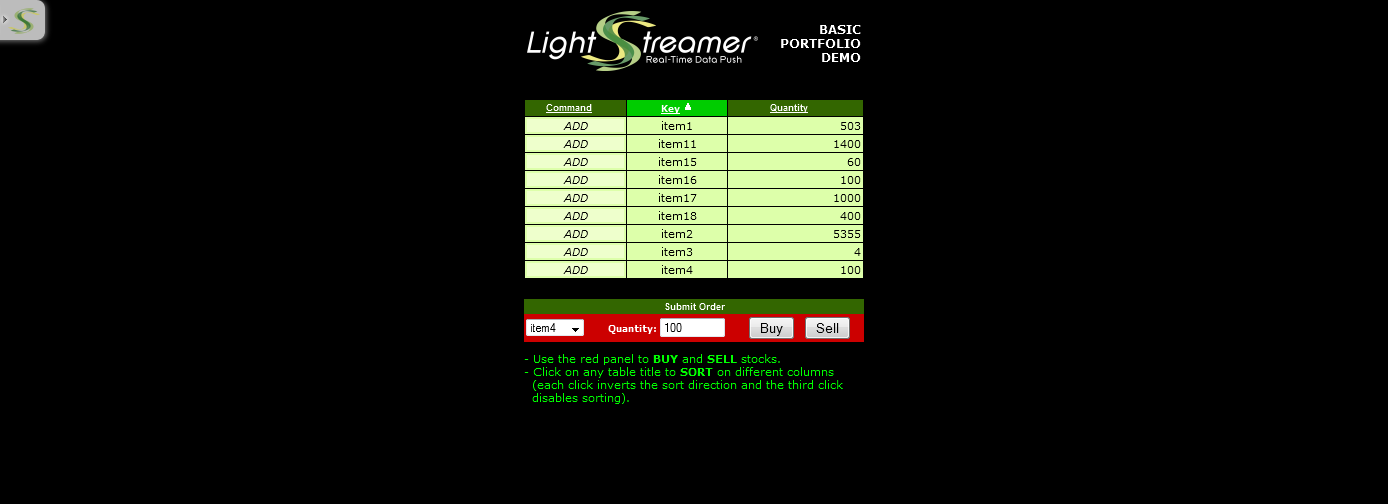 LightStreamer®
Real-Time Data Push
BASIC
PORTFOLIO
DEMO
Command Key Quantity
ADD item1 503
ADD item11 1400
ADD item15 60
ADD item16 100
ADD item17 1000
ADD item18 400
ADD item2 5355
ADD item3 4
ADD item4 100
Submit Order
item4 Quantity: 100 Buy Sell
- Use the red panel to BUY and SELL stocks.
- Click on any table title to SORT on different columns
(each click inverts the sort direction and the third click
disables sorting).